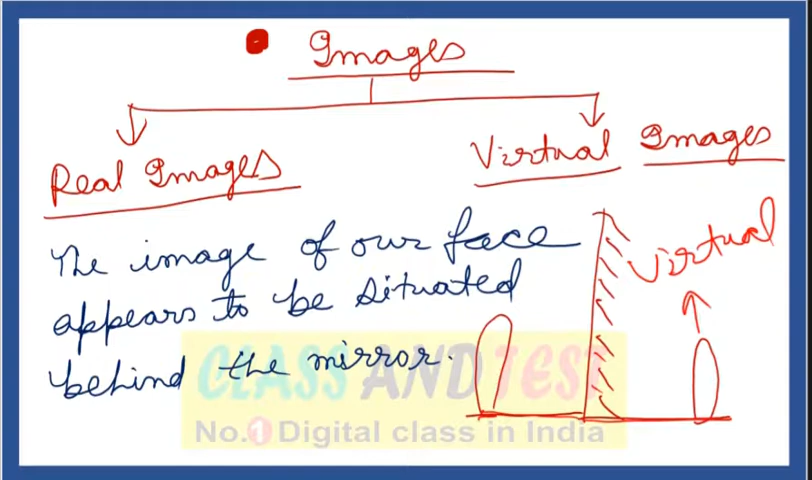 Images
Real Images
Virtual Images
The image of our face
appears to be situated
behind the mirror.
Virtual
CLASS AND TEST
No.1 Digital class in India